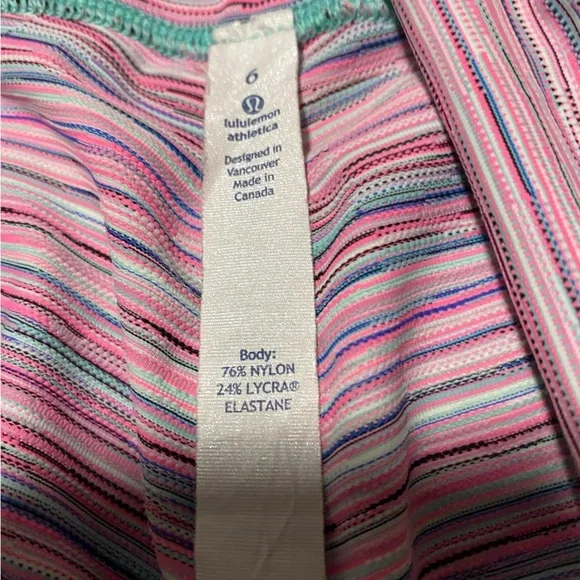 6
lululemon
athletica
Designed in
Vancouver
Made in
Canada
Body:
76% NYLON
24% LYCRA®
ELASTANE